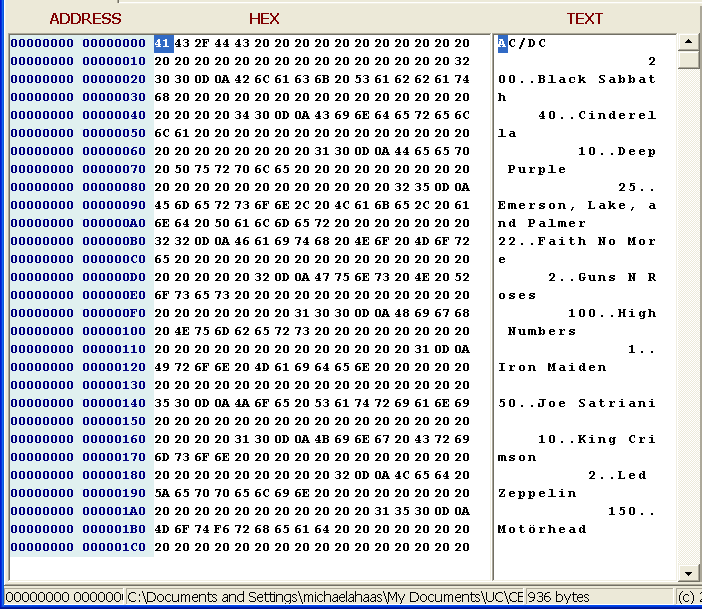 ADDRESS HEX TEXT
00000000 00000000 41 43 2F 44 43 20 20 20 20 20 20 20 20 20 20 20 AC/DC
00000000 00000010 20 20 20 20 20 20 20 20 20 20 20 20 20 20 20 32 2
00000000 00000020 30 30 0D 0A 42 6C 61 63 6B 20 53 61 62 62 61 74 00..Black Sabbat
00000000 00000030 68 20 20 20 20 20 20 20 20 20 20 20 20 20 20 20 h
00000000 00000040 20 20 20 20 34 30 0D 0A 43 69 6E 64 65 72 65 6C 40..Cinderel
00000000 00000050 6C 61 20 20 20 20 20 20 20 20 20 20 20 20 20 20 la
00000000 00000060 20 20 20 20 20 20 20 20 31 30 0D 0A 44 65 65 70 10..Deep
00000000 00000070 20 50 75 72 70 6C 65 20 20 20 20 20 20 20 20 20 Purple
00000000 00000080 20 20 20 20 20 20 20 20 20 20 20 20 32 35 0D 0A 25..
00000000 00000090 45 6D 65 72 73 6F 6E 2C 20 4C 61 6B 65 2C 20 61 Emerson, Lake, a
00000000 000000A0 6E 64 20 50 61 6C 6D 65 72 20 20 20 20 20 20 20 nd Palmer
00000000 000000B0 32 32 0D 0A 46 61 69 74 68 20 4E 6F 20 4D 6F 72 22..Faith No Mor
00000000 000000C0 65 20 20 20 20 20 20 20 20 20 20 20 20 20 20 20 e
00000000 000000D0 20 20 20 20 20 32 0D 0A 47 75 6E 73 20 4E 20 52 2..Guns N R
00000000 000000E0 6F 73 65 73 20 20 20 20 20 20 20 20 20 20 20 20 oses
00000000 000000F0 20 20 20 20 20 20 20 31 30 30 0D 0A 48 69 67 68 100..High
00000000 00000100 20 4E 75 6D 62 65 72 73 20 20 20 20 20 20 20 20 Numbers
00000000 00000110 20 20 20 20 20 20 20 20 20 20 20 20 20 31 0D 0A 1..
00000000 00000120 49 72 6F 6E 20 4D 61 69 64 65 6E 20 20 20 20 20 Iron Maiden
00000000 00000130 20 20 20 20 20 20 20 20 20 20 20 20 20 20 20 20
00000000 00000140 35 30 0D 0A 4A 6F 65 20 53 61 74 72 69 61 6E 69 50..Joe Satriani
00000000 00000150 20 20 20 20 20 20 20 20 20 20 20 20 20 20 20 20
00000000 00000160 20 20 20 20 31 30 0D 0A 4B 69 6E 67 20 43 72 69 10..King Cri
00000000 00000170 6D 73 6F 6E 20 20 20 20 20 20 20 20 20 20 20 20 mson
00000000 00000180 20 20 20 20 20 20 20 20 20 32 0D 0A 4C 65 64 20 2..Led
00000000 00000190 5A 65 70 70 65 6C 69 6E 20 20 20 20 20 20 20 20 Zeppelin
00000000 000001A0 20 20 20 20 20 20 20 20 20 20 20 31 35 30 0D 0A 150..
00000000 000001B0 4D 6F 74 F6 72 68 65 61 64 20 20 20 20 20 20 20 Motörhead
00000000 000001C0 20 20 20 20 20 20 20 20 20 20 20 20 20 20 20 20
00000000 000000 C:\Documents and Settings\michaelahaas\My Documents\UC\CE 936 bytes (c)